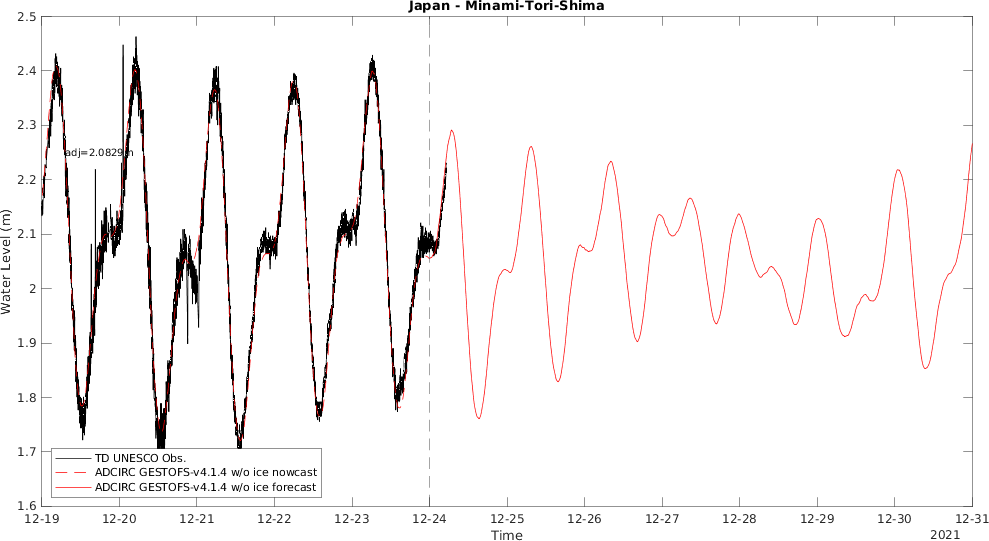 Japan - Minami-Tori-Shima
2.5
2.4
2.3
2.2
2.1
2
1.9
1.8
1.7
1.6
Water Level (m)
adj=2.0829m
TD UNESCO Obs.
ADCIRC GESTOFS-v4.1.4 w/o ice nowcast
ADCIRC GESTOFS-v4.1.4 w/o ice forecast
12-19 12-20 12-21 12-22 12-23 12-24 12-25 12-26 12-27 12-28 12-29 12-30 12-31
Time
2021